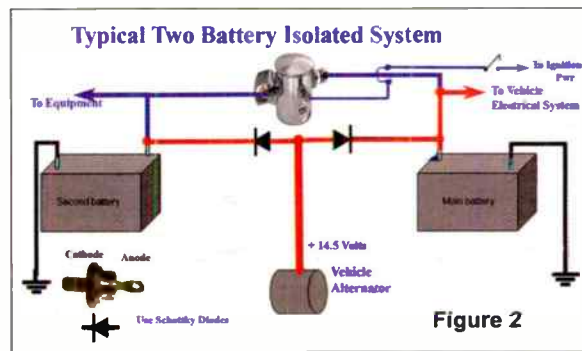 Typical Two Battery Isolated System
To Ignition
Pwr
To Equipment
To Vehicle
Electrical System
Second battery
Main battery
+ 14.5 Volts
Cathode
Anode
Vehicle
Alternator
Use Schottky Diodes
Figure 2